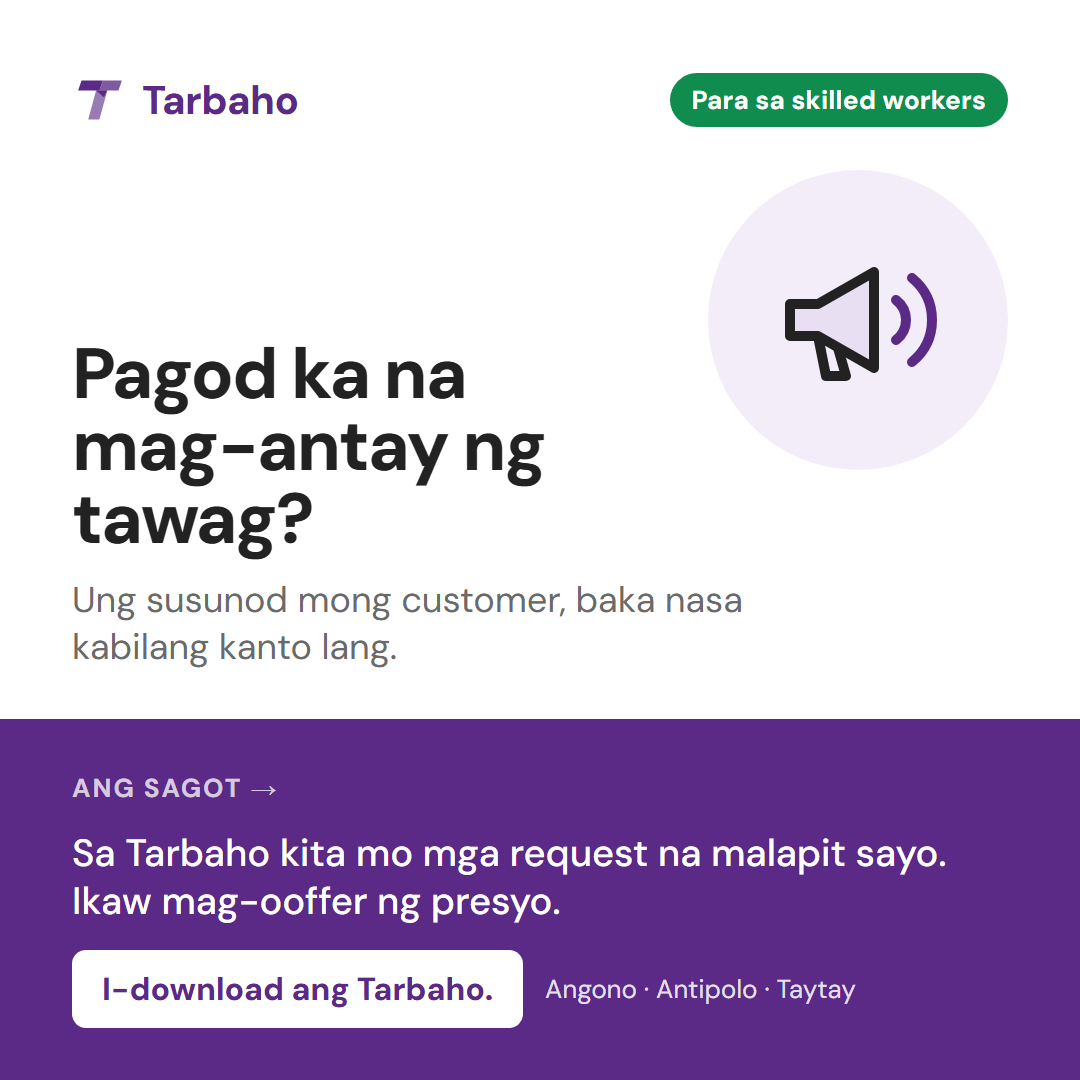 Tarbaho
Para sa skilled workers
Pagod ka na
mag-antay ng
tawag?
Ung susunod mong customer, baka nasa
kabilang kanto lang.
ANG SAGOT →
Sa Tarbaho kita mo mga request na malapit sayo.
Ikaw mag-ooffer ng presyo.
I-download ang Tarbaho.
Angono · Antipolo · Taytay